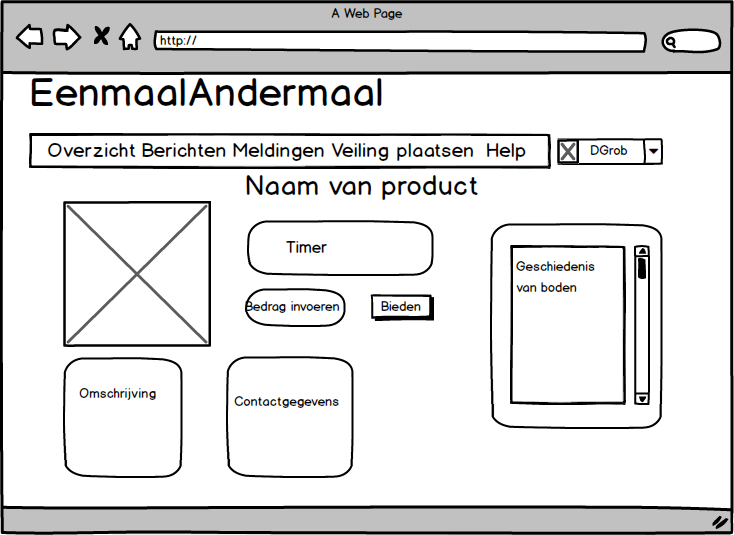 A Web Page
http://
EenmaalAndermaal
Overzicht Berichten Meldingen Veiling plaatsen Help
DGrob
Naam van product
Timer
Bedrag invoeren
Bieden
Geschiedenis
van boden
Omschrijving
Contactgegevens